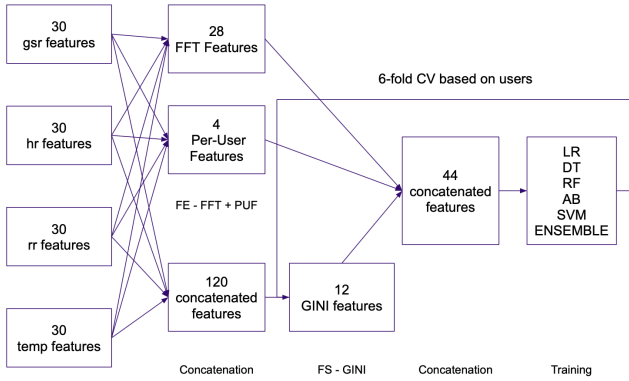 30
gsr features
30
hr features
30
rr features
30
temp features
28
FFT Features
4
Per-User
Features
FE - FFT + PUF
120
concatenated
features
Concatenation
12
GINI features
FS - GINI
6-fold CV based on users
44
concatenated
features
Concatenation
LR
DT
RF
AB
SVM
ENSEMBLE
Training